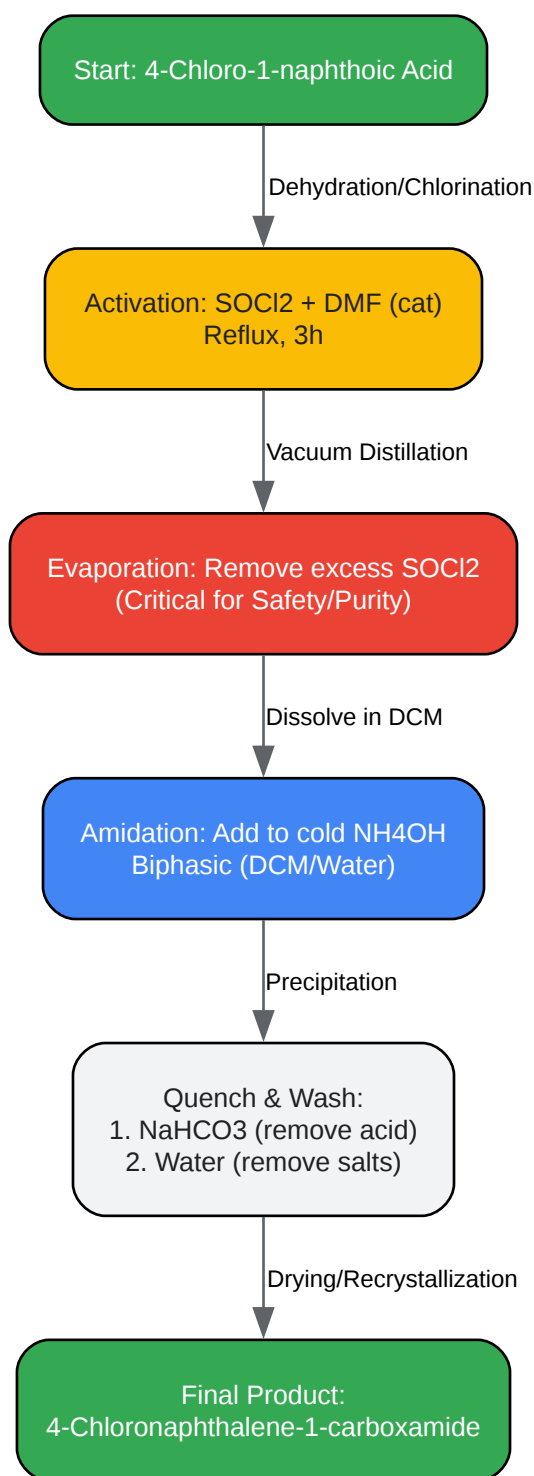 Start: 4-Chloro-1-naphthoic Acid
Dehydration/Chlorination
Activation: SOCl2 + DMF (cat)
Reflux, 3h
Vacuum Distillation
Evaporation: Remove excess SOCl2
(Critical for Safety/Purity)
Dissolve in DCM
Amidation: Add to cold NH4OH
Biphasic (DCM/Water)
Precipitation
Quench & Wash:
1. NaHCO3 (remove acid)
2. Water (remove salts)
Drying/Recrystallization
Final Product:
4-Chloronaphthalene-1-carboxamide